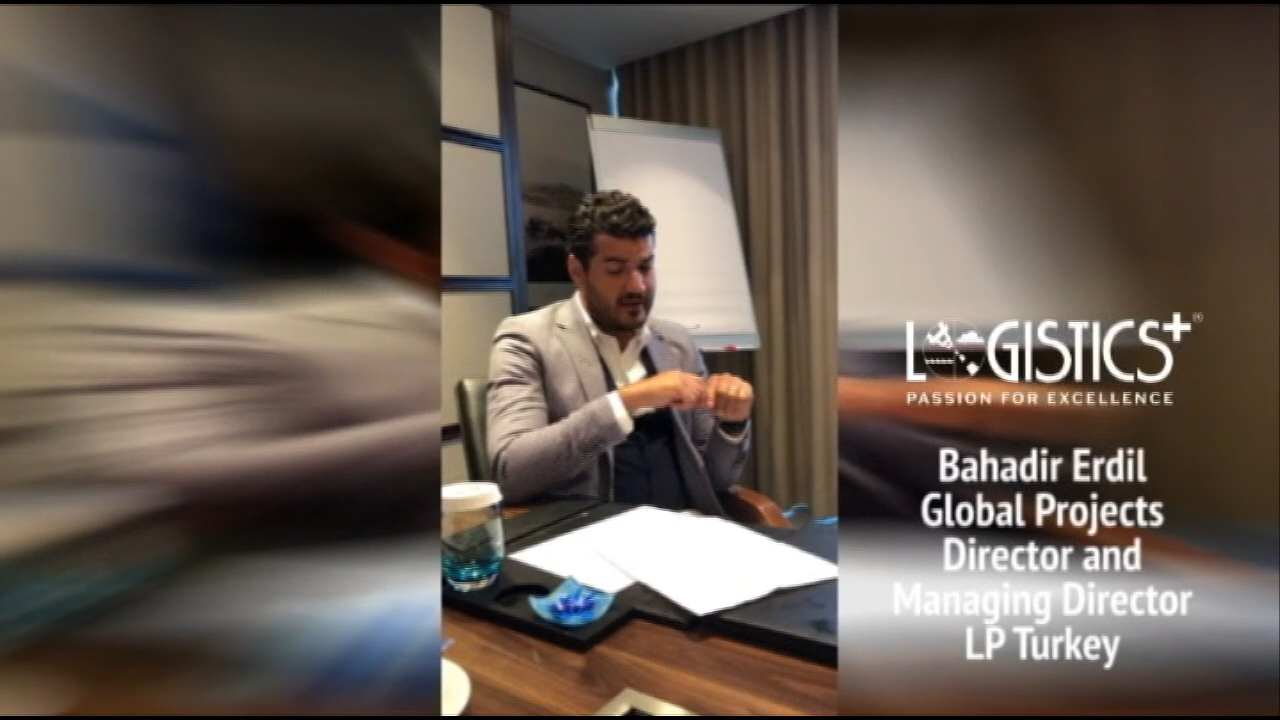 LOGISTICS+®
PASSION FOR EXCELLENCE
Bahadir Erdil
Global Projects
Director and
Managing Director
LP Turkey